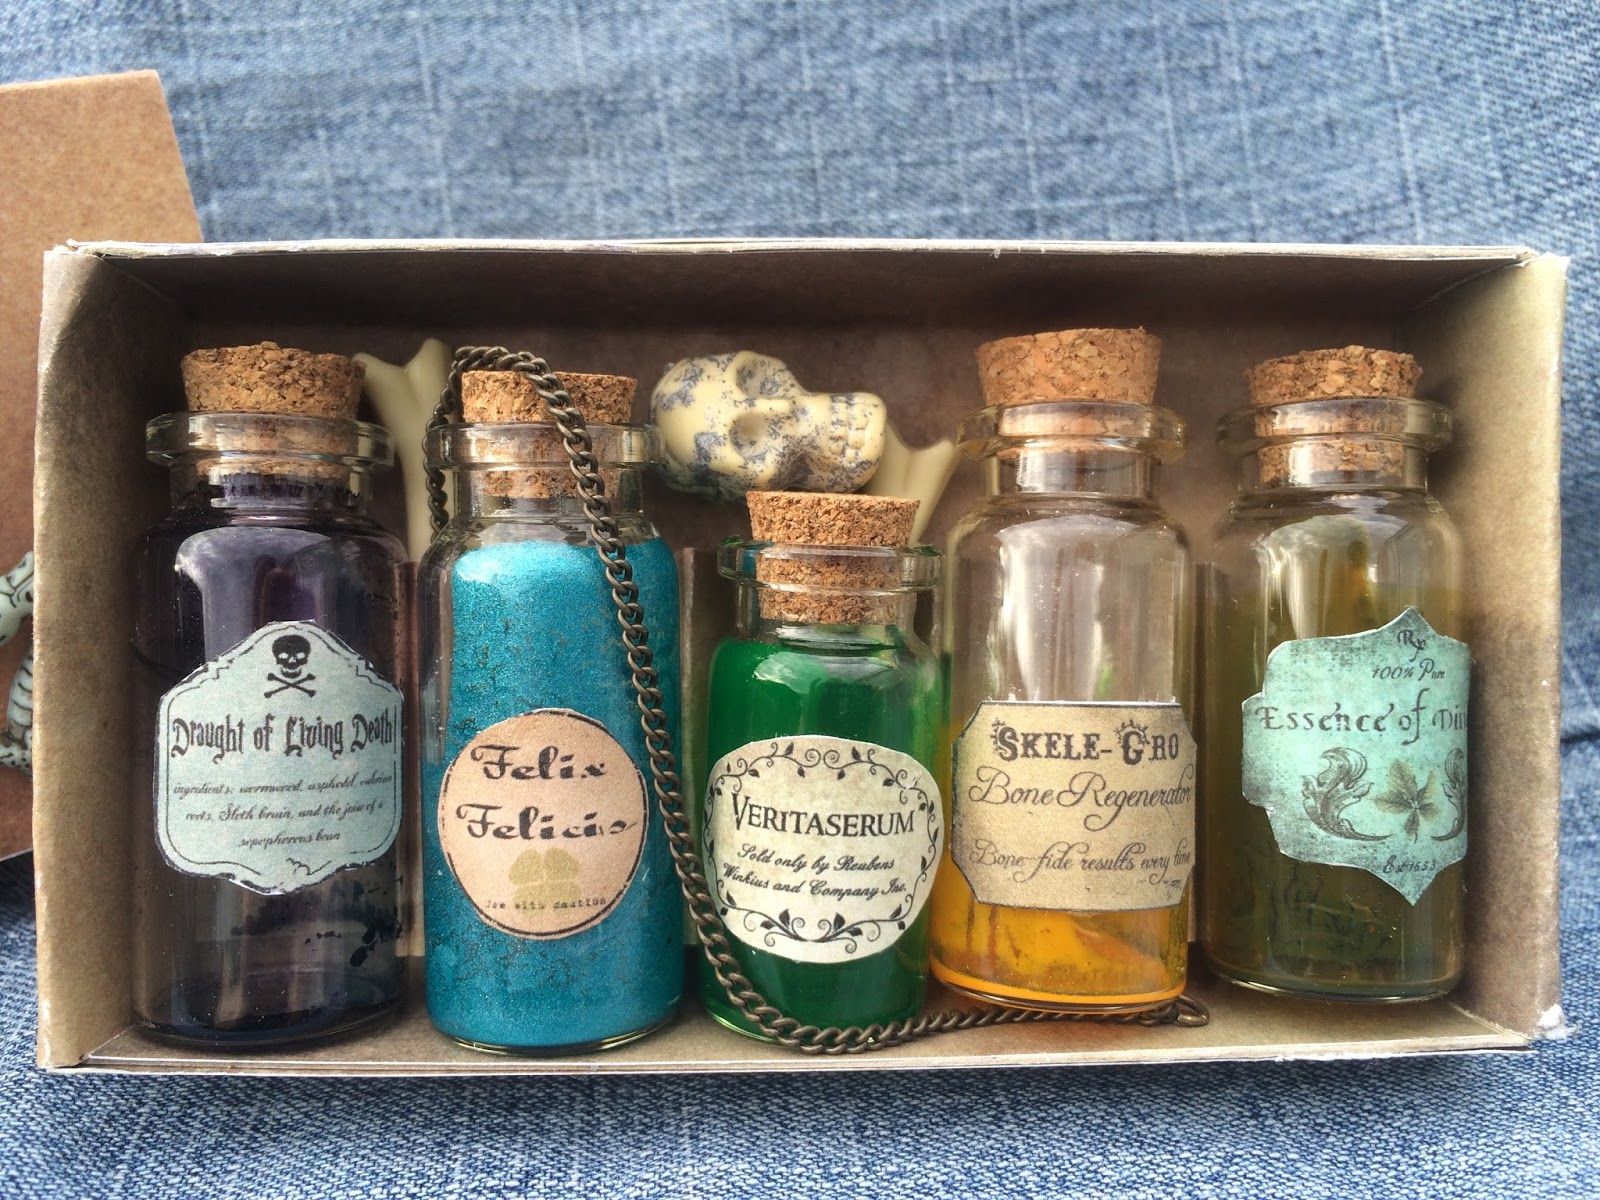 Draught of Living Death!
ingredients: wormwood, asphodel, valerian
roots, Sloth brain, and the juice of a
sopophorous bean
Felix
Felicis
Use with caution
VERITASERUM
Sold only by Reubens
Winkius and Company Inc.
SKELE-GRO
Bone Regenerator
Bone-fide results every time
Rx
100% Pure
Essence of
Est1653